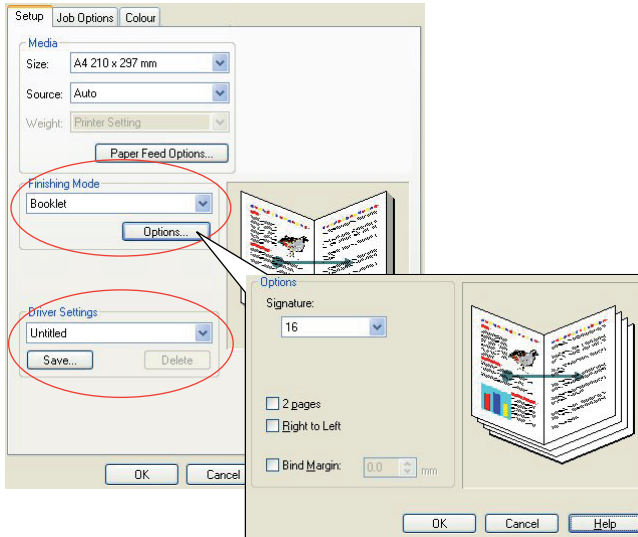 Setup Job Options Colour
Media
Size: A4 210 x 297 mm
Source: Auto
Weight: Printer Setting
Paper Feed Options...
Finishing Mode
Booklet
Options...
Driver Settings
Untitled
Save... Delete
OK Cancel
Options
Signature:
16
2 pages
Right to Left
Bind Margin: 0.0 mm
OK Cancel Help